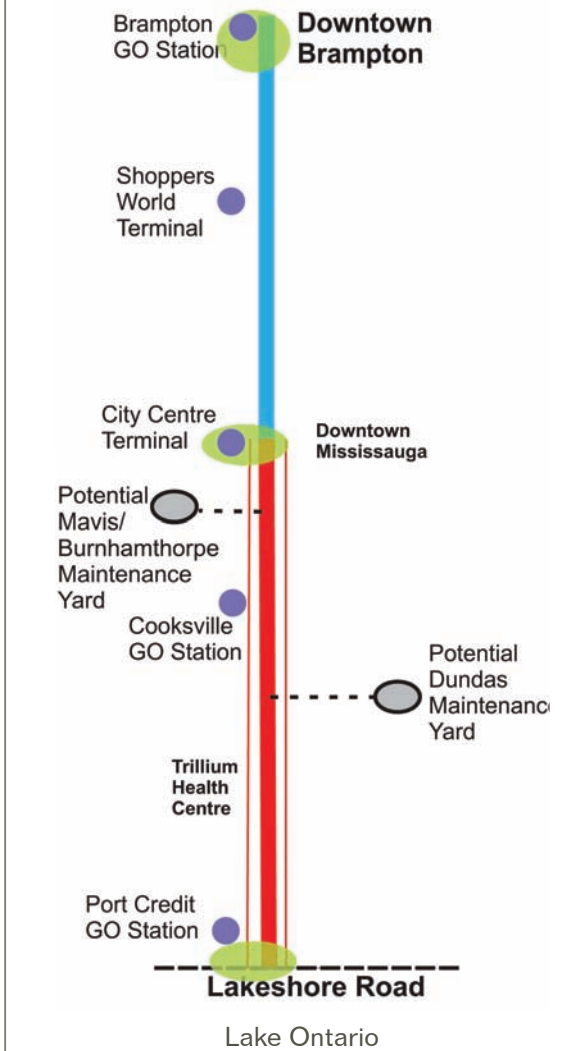 Brampton
GO Station
Downtown
Brampton
Shoppers
World
Terminal
City Centre
Terminal
Downtown
Mississauga
Potential
Mavis/
Burnhamthorpe
Maintenance
Yard
Cooksville
GO Station
Potential
Dundas
Maintenanc
Yard
Trillium
Health
Centre
Port Credit
GO Station
Lakeshore Road
Lake Ontario